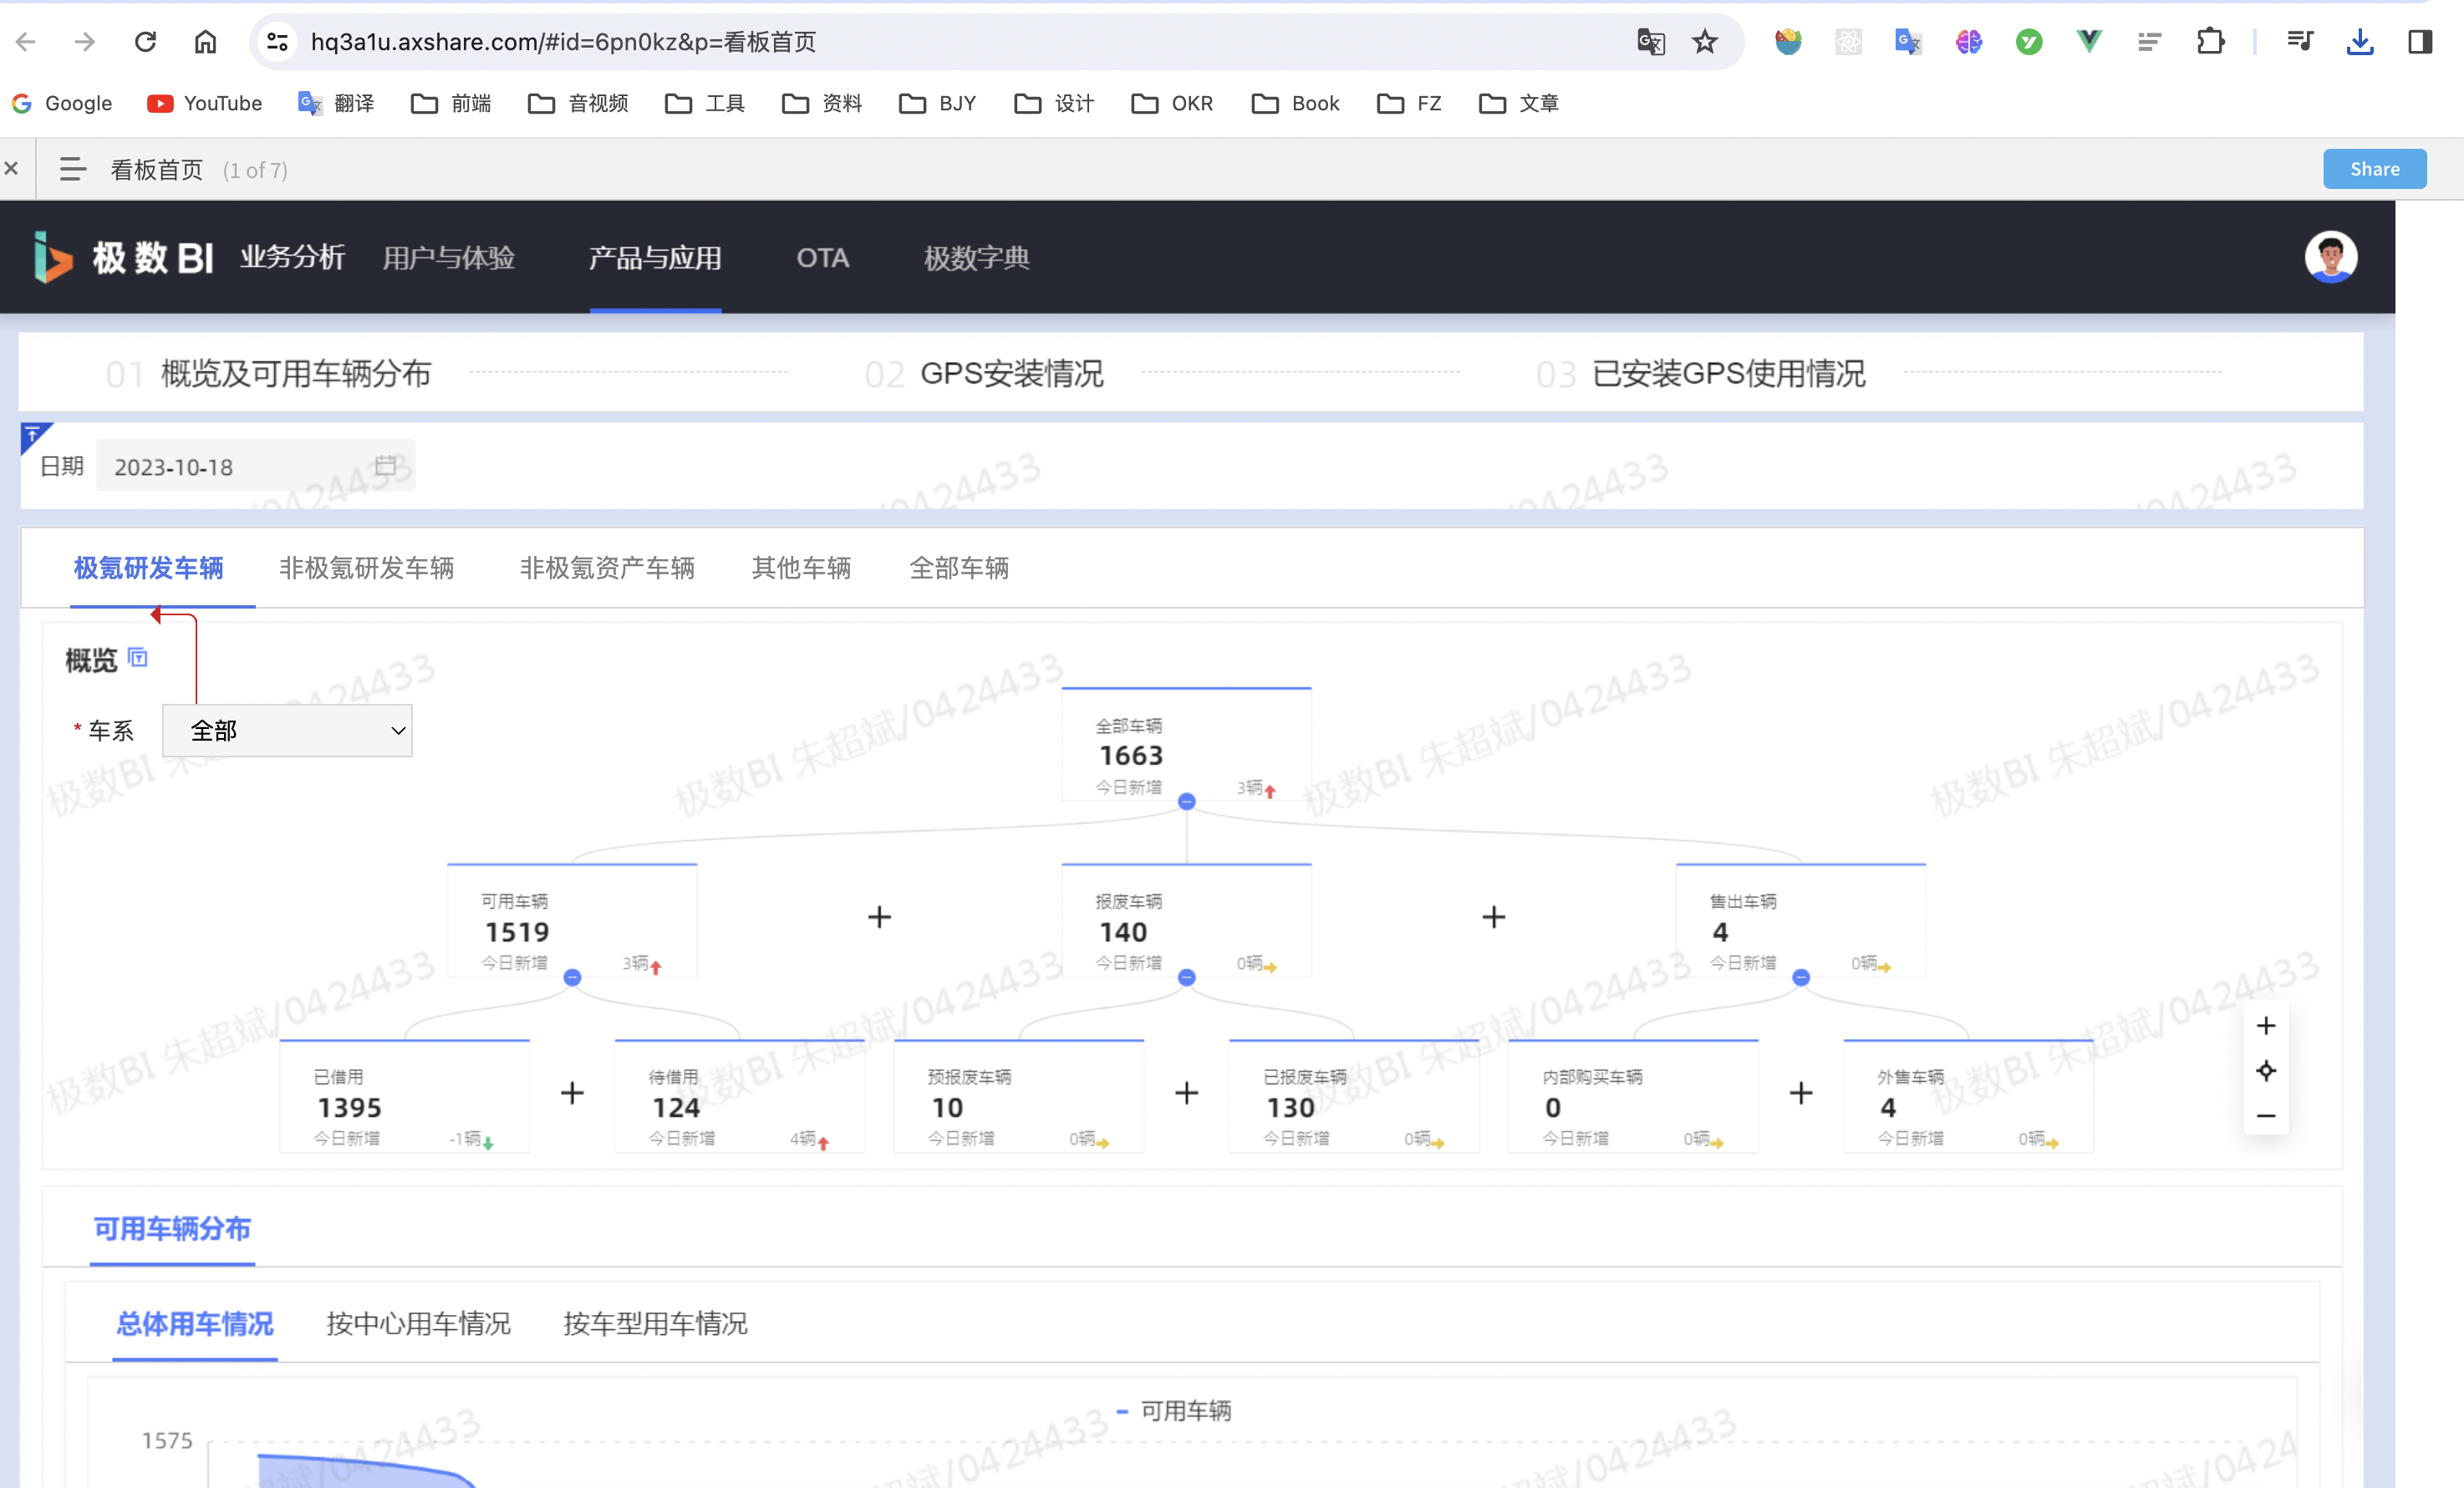 hq3a1u.axshare.com/#id=6pn0kz&p=看板首页
Google YouTube 翻译 前端 音视频 工具 资料 BJY 设计 OKR Book FZ 文章
看板首页 (1 of 7) Share
极数BI 业务分析 用户与体验 产品与应用 OTA 极数字典
01 概览及可用车辆分布 02 GPS安装情况 03 已安装GPS使用情况
日期 2023-10-18
极氪研发车辆 非极氪研发车辆 非极氪资产车辆 其他车辆 全部车辆
概览
* 车系 全部
全部车辆
1663
今日新增 3辆
可用车辆
1519
今日新增 3辆
+
报废车辆
140
今日新增 0辆
+
售出车辆
4
今日新增 0辆
已借用
1395
今日新增 -1辆
+
待借用
124
今日新增 4辆
预报废车辆
10
今日新增 0辆
+
已报废车辆
130
今日新增 0辆
内部购买车辆
0
今日新增 0辆
+
外售车辆
4
今日新增 0辆
极数BI 朱超斌/0424433
可用车辆分布
总体用车情况 按中心用车情况 按车型用车情况
可用车辆
1575